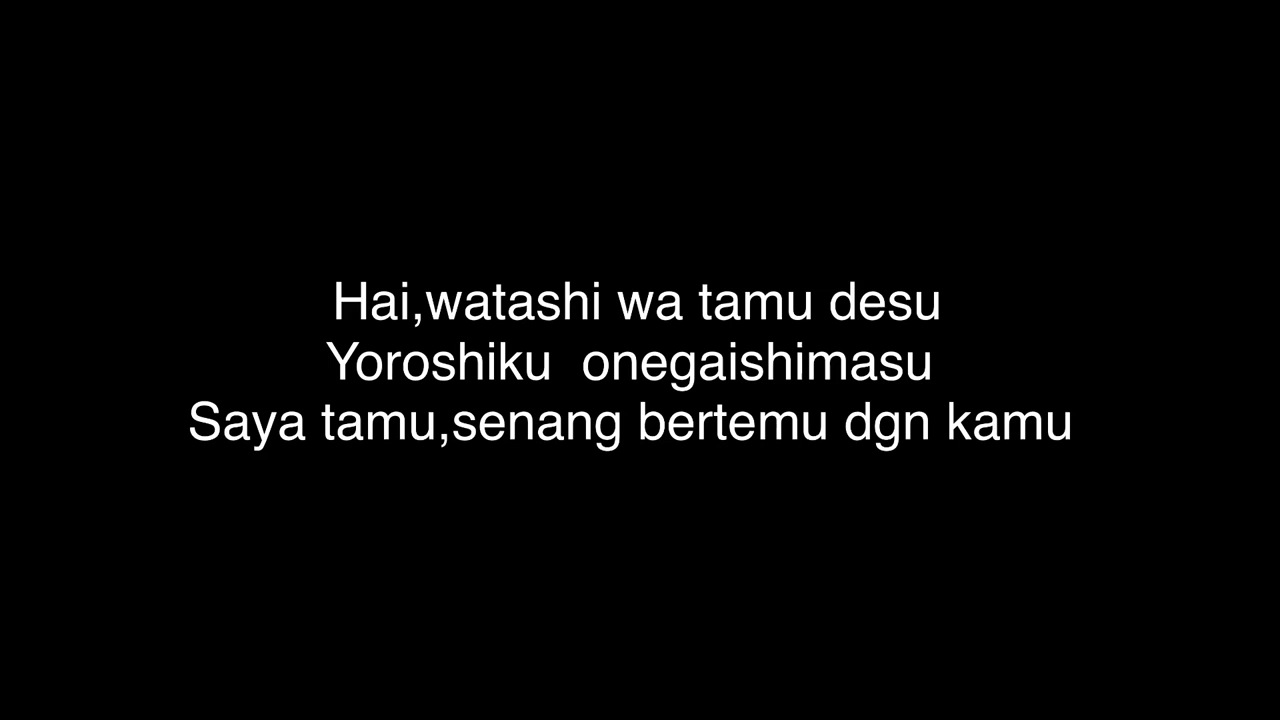 Hai,watashi wa tamu desu
Yoroshiku  onegaishimasu
Saya tamu,senang bertemu dgn kamu